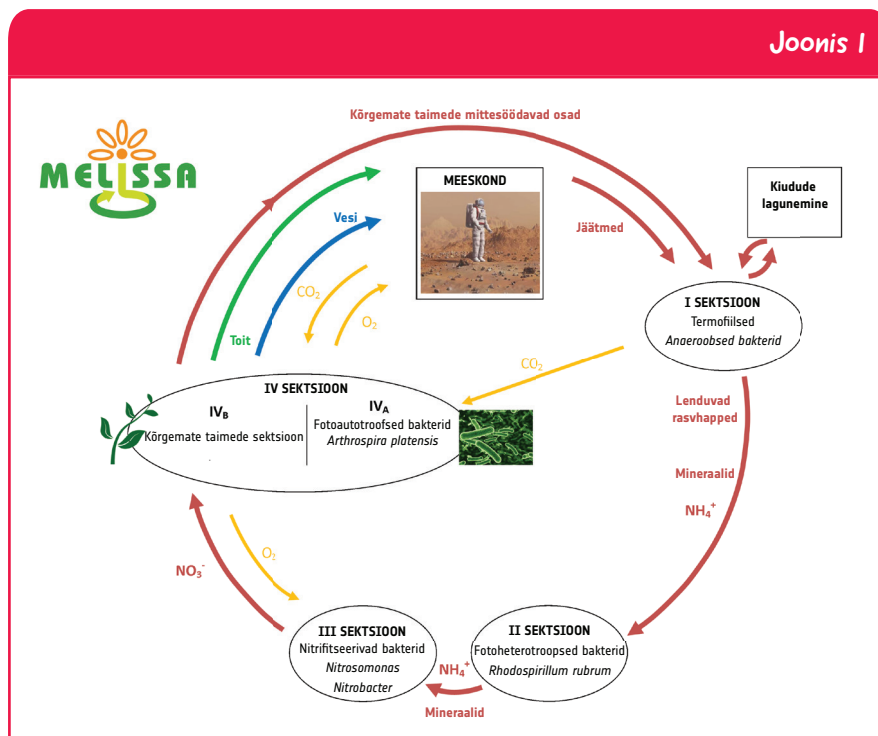 Joonis 1
Kõrgemate taimede mittesöödavad osad
MELiSSA
MEESKOND
Kiudude
lagunemine
Vesi
Jäätmed
CO₂
O₂
Toit
I SEKTSIOON
Termofiilsed
Anaeroobsed bakterid
CO₂
IV SEKTSIOON
IV_B
Kõrgemate taimede sektsioon
IV_A
Fotoautotroofsed bakterid
Arthrospira platensis
Lenduvad
rasvhapped
Mineraalid
NH₄⁺
O₂
NO₃⁻
III SEKTSIOON
Nitrifitseerivad bakterid
Nitrosomonas
Nitrobacter
NH₄⁺
Mineraalid
II SEKTSIOON
Fotoheterotroopsed bakterid
Rhodospirillum rubrum